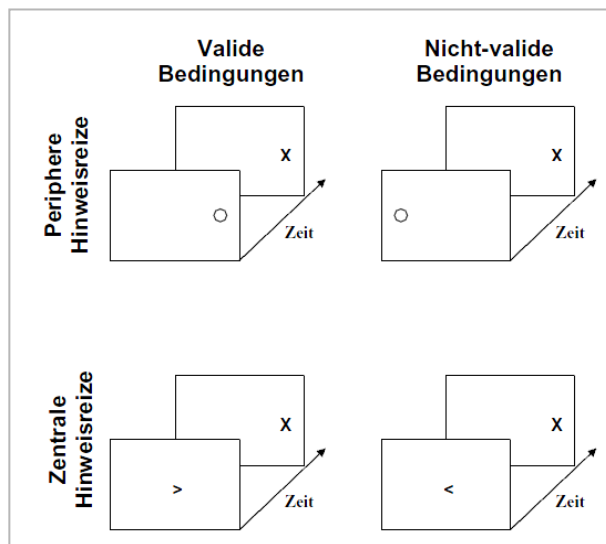 Valide
Bedingungen
Nicht-valide
Bedingungen
Periphere
Hinweisreize
X
Zeit
X
Zeit
Zentrale
Hinweisreize
X
>
Zeit
X
<
Zeit